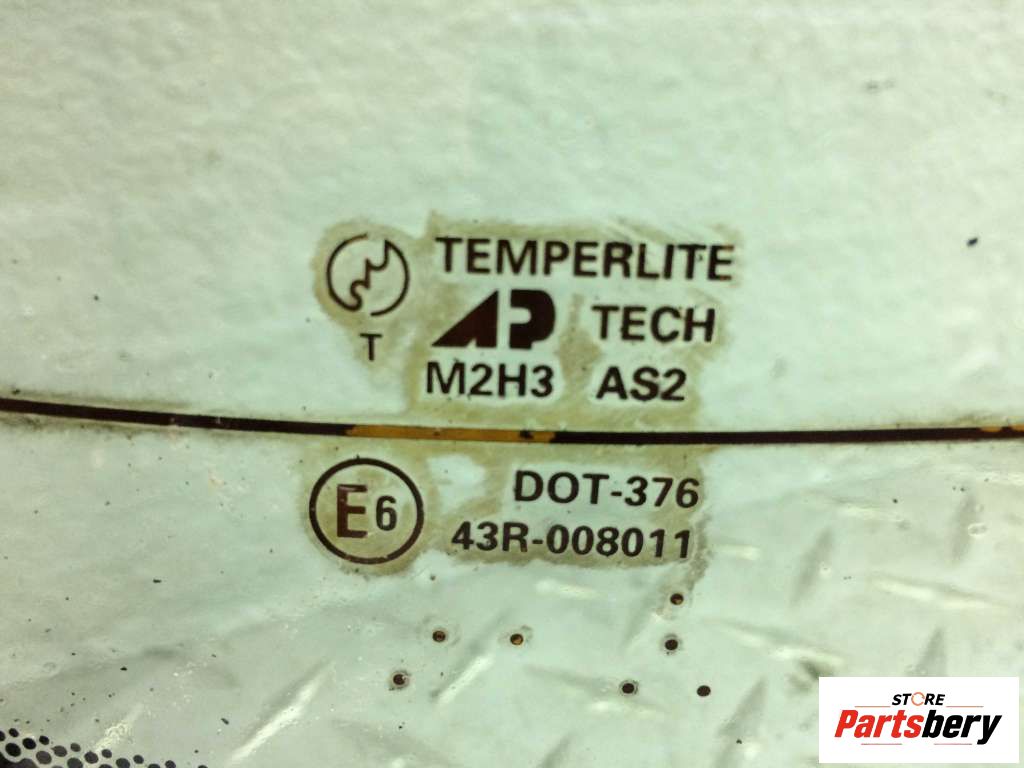 TEMPERLITE
T
AP TECH
M2H3 AS2
E6
DOT-376
43R-008011
STORE
Partsbery